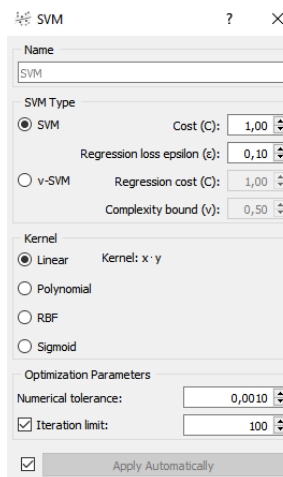 SVM ? ×
Name
SVM
SVM Type
SVM Cost (C): 1,00
Regression loss epsilon (ε): 0,10
v-SVM Regression cost (C): 1,00
Complexity bound (v): 0,50
Kernel
Linear Kernel: x·y
Polynomial
RBF
Sigmoid
Optimization Parameters
Numerical tolerance: 0,0010
Iteration limit: 100
Apply Automatically